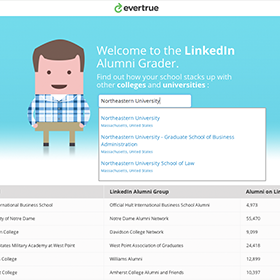 evertrue
Welcome to the LinkedIn
Alumni Grader.
Find out how your school stacks up with
other colleges and universities :
Northeastern University
Northeastern University
Massachusetts, United States
Northeastern University - Graduate School of Business
Administration
Massachusetts, United States
Northeastern University School of Law
Massachusetts, United States
LinkedIn Alumni Group Alumni on Lin
ernational Business School Official Hult International Business School Alumni 4,973
ity of Notre Dame Notre Dame Alumni Network 55,470
n College Davidson College Network 9,099
States Military Academy at West Point West Point Association of Graduates 24,418
s College Williams Alumni 12,699
t College Amherst College Alumni and Friends 10,391